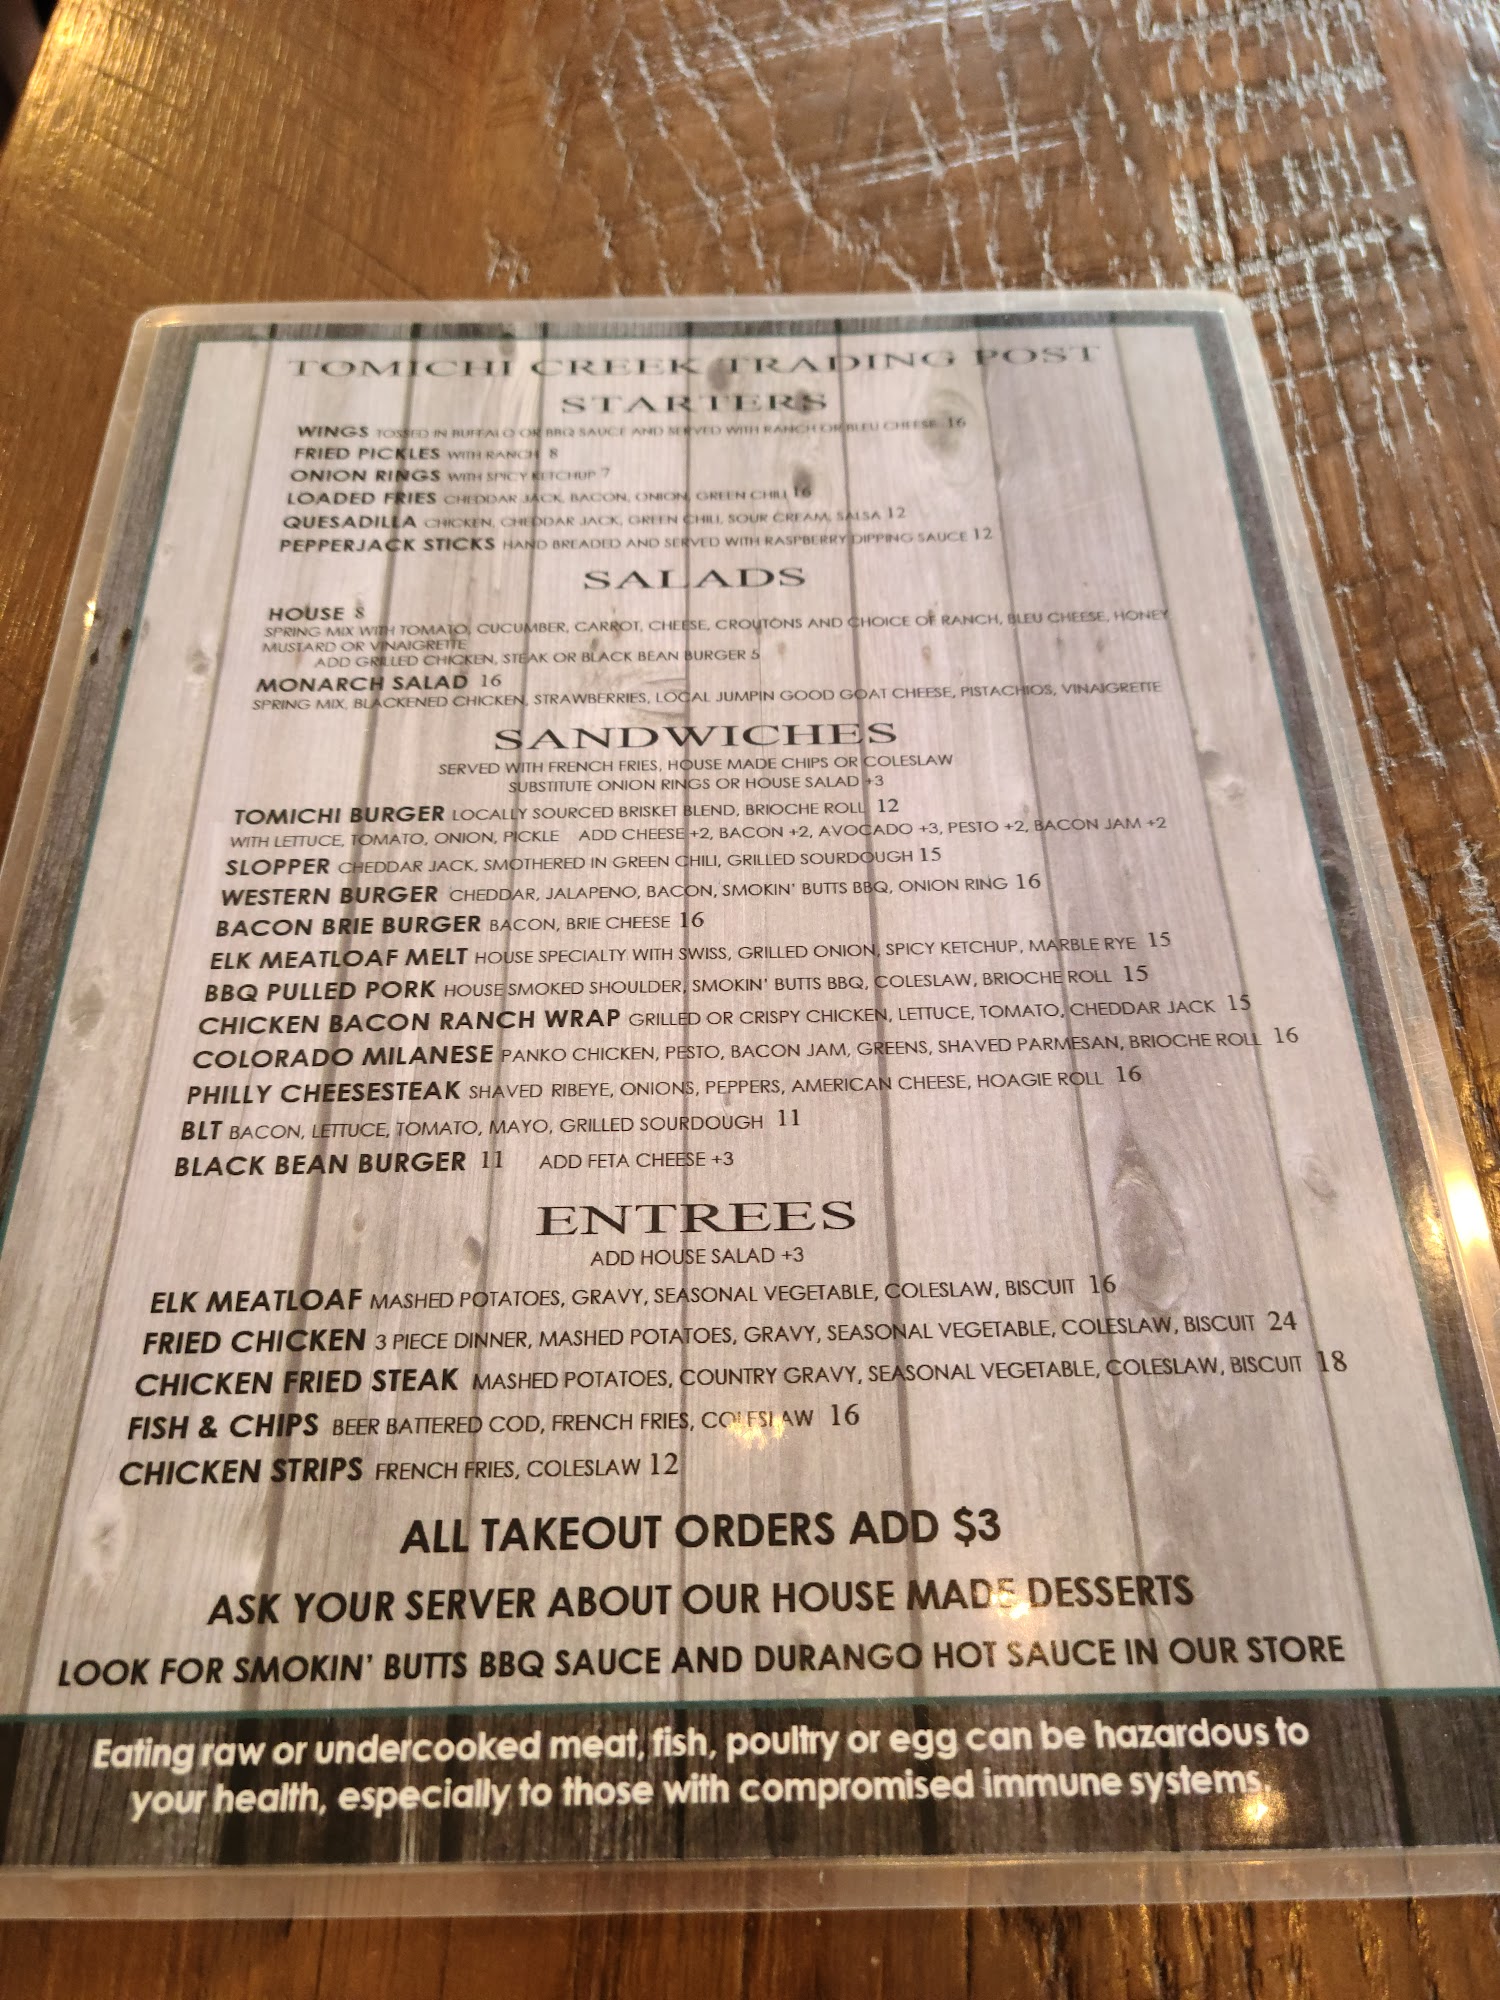 TOMICHI CREEK TRADING POST
STARTERS
WINGS TOSSED IN BUFFALO OR BBQ SAUCE AND SERVED WITH RANCH OR BLEU CHEESE 16
FRIED PICKLES WITH RANCH 8
ONION RINGS WITH SPICY KETCHUP 7
LOADED FRIES CHEDDAR JACK, BACON, ONION, GREEN CHILI 16
QUESADILLA CHICKEN, CHEDDAR JACK, GREEN CHILI, SOUR CREAM, SALSA 12
PEPPERJACK STICKS HAND BREADED AND SERVED WITH RASPBERRY DIPPING SAUCE 12
SALADS
HOUSE 8
SPRING MIX WITH TOMATO, CUCUMBER, CARROT, CHEESE, CROUTONS AND CHOICE OF RANCH, BLEU CHEESE, HONEY
MUSTARD OR VINAIGRETTE
ADD GRILLED CHICKEN, STEAK OR BLACK BEAN BURGER 5
MONARCH SALAD 16
SPRING MIX, BLACKENED CHICKEN, STRAWBERRIES, LOCAL JUMPIN GOOD GOAT CHEESE, PISTACHIOS, VINAIGRETTE
SANDWICHES
SERVED WITH FRENCH FRIES, HOUSE MADE CHIPS OR COLESLAW
SUBSTITUTE ONION RINGS OR HOUSE SALAD +3
TOMICHI BURGER LOCALLY SOURCED BRISKET BLEND, BRIOCHE ROLL 12
WITH LETTUCE, TOMATO, ONION, PICKLE ADD CHEESE +2, BACON +2, AVOCADO +3, PESTO +2, BACON JAM +2
SLOPPER CHEDDAR JACK, SMOTHERED IN GREEN CHILI, GRILLED SOURDOUGH 15
WESTERN BURGER CHEDDAR, JALAPENO, BACON, SMOKIN' BUTTS BBQ, ONION RING 16
BACON BRIE BURGER BACON, BRIE CHEESE 16
ELK MEATLOAF MELT HOUSE SPECIALTY WITH SWISS, GRILLED ONION, SPICY KETCHUP, MARBLE RYE 15
BBQ PULLED PORK HOUSE SMOKED SHOULDER, SMOKIN' BUTTS BBQ, COLESLAW, BRIOCHE ROLL 15
CHICKEN BACON RANCH WRAP GRILLED OR CRISPY CHICKEN, LETTUCE, TOMATO, CHEDDAR JACK 15
COLORADO MILANESE PANKO CHICKEN, PESTO, BACON JAM, GREENS, SHAVED PARMESAN, BRIOCHE ROLL 16
PHILLY CHEESESTEAK SHAVED RIBEYE, ONIONS, PEPPERS, AMERICAN CHEESE, HOAGIE ROLL 16
BLT BACON, LETTUCE, TOMATO, MAYO, GRILLED SOURDOUGH 11
BLACK BEAN BURGER 11 ADD FETA CHEESE +3
ENTREES
ADD HOUSE SALAD +3
ELK MEATLOAF MASHED POTATOES, GRAVY, SEASONAL VEGETABLE, COLESLAW, BISCUIT 16
FRIED CHICKEN 3 PIECE DINNER, MASHED POTATOES, GRAVY, SEASONAL VEGETABLE, COLESLAW, BISCUIT 24
CHICKEN FRIED STEAK MASHED POTATOES, COUNTRY GRAVY, SEASONAL VEGETABLE, COLESLAW, BISCUIT 18
FISH & CHIPS BEER BATTERED COD, FRENCH FRIES, COLESLAW 16
CHICKEN STRIPS FRENCH FRIES, COLESLAW 12
ALL TAKEOUT ORDERS ADD $3
ASK YOUR SERVER ABOUT OUR HOUSE MADE DESSERTS
LOOK FOR SMOKIN' BUTTS BBQ SAUCE AND DURANGO HOT SAUCE IN OUR STORE
Eating raw or undercooked meat, fish, poultry or egg can be hazardous to
your health, especially to those with compromised immune systems.